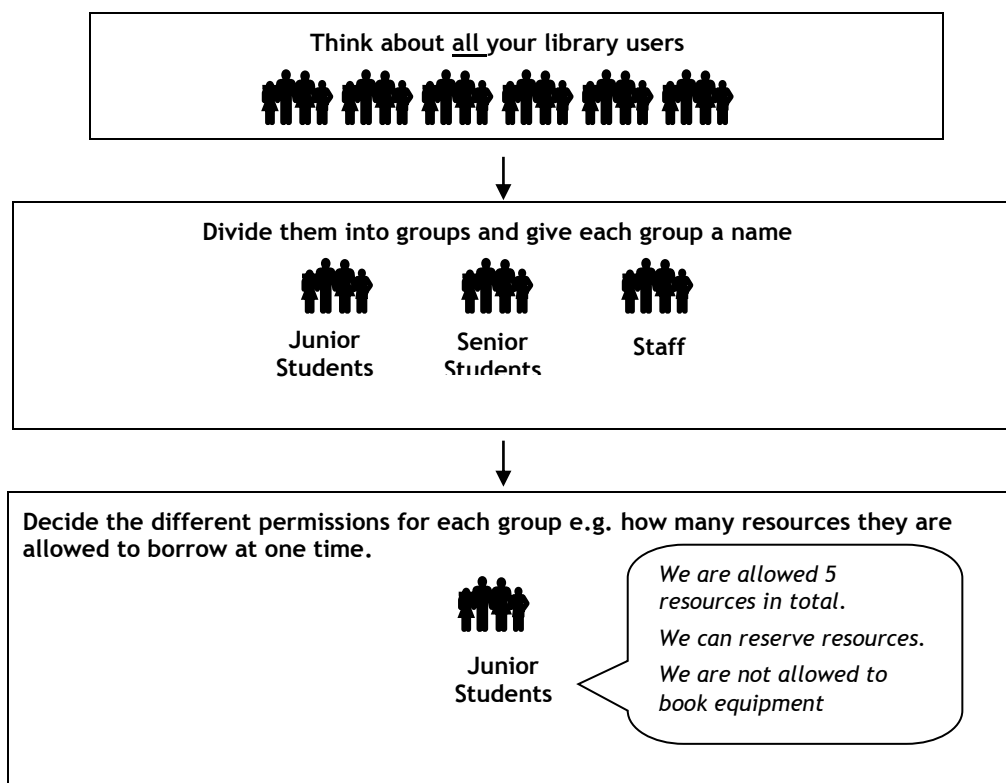 Think about all your library users
Divide them into groups and give each group a name
Junior
Students
Senior
Students
Staff
Decide the different permissions for each group e.g. how many resources they are
allowed to borrow at one time.
Junior
Students
We are allowed 5
resources in total.
We can reserve resources.
We are not allowed to
book equipment